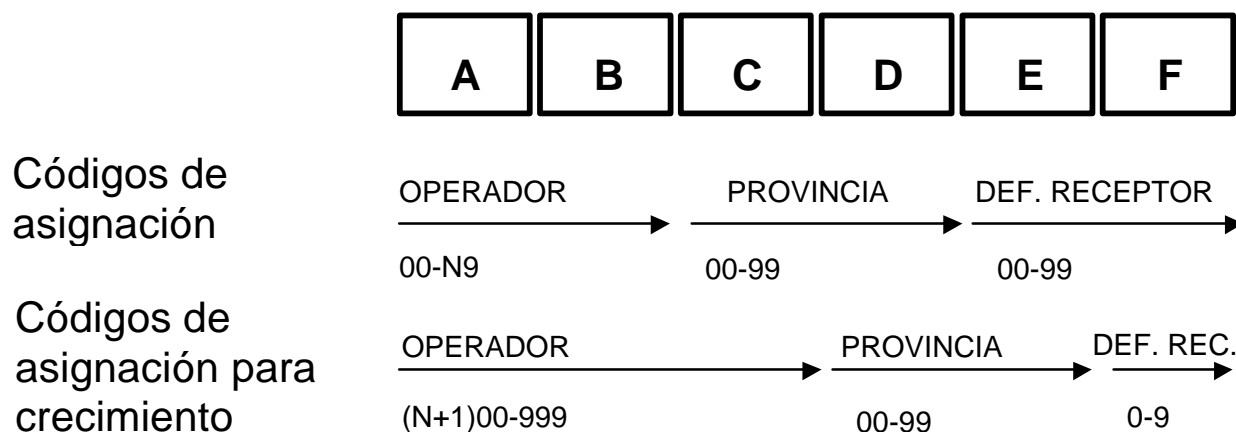 A B C D E F
Códigos de
asignación
OPERADOR PROVINCIA DEF. RECEPTOR
00-N9 00-99 00-99
Códigos de
asignación para
crecimiento
OPERADOR PROVINCIA DEF. REC.
(N+1)00-999 00-99 0-9